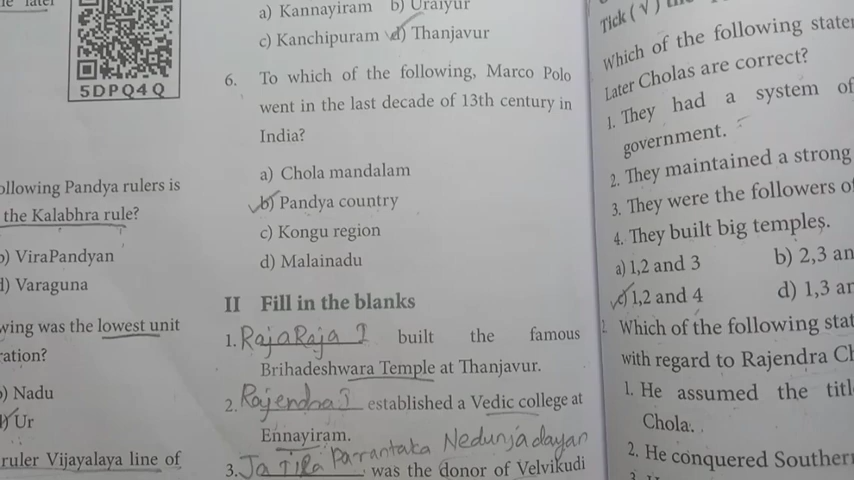 5DPQ4Q
ollowing Pandya rulers is
the Kalabhra rule?
b) ViraPandyan
d) Varaguna
wing was the lowest unit
ration?
b) Nadu
d) Ur
ruler Vijayalaya line of
a) Kannayiram b) Uraiyur
c) Kanchipuram d) Thanjavur
6. To which of the following, Marco Polo
went in the last decade of 13th century in
India?
a) Chola mandalam
b) Pandya country
c) Kongu region
d) Malainadu
II Fill in the blanks
1. RajaRaja I built the famous
Brihadeshwara Temple at Thanjavur.
2. Rajendra I established a Vedic college at
Ennayiram.
3. Jatila Parrantaka Nedunjadayan was the donor of Velvikudi
Tick (√)
Which of the following state
Later Cholas are correct?
1. They had a system of
government.
2. They maintained a strong
3. They were the followers o
4. They built big temples.
a) 1,2 and 3 b) 2,3 an
c) 1,2 and 4 d) 1,3 an
2 Which of the following stat
with regard to Rajendra Ch
1. He assumed the titl
Chola.
2. He conquered Souther